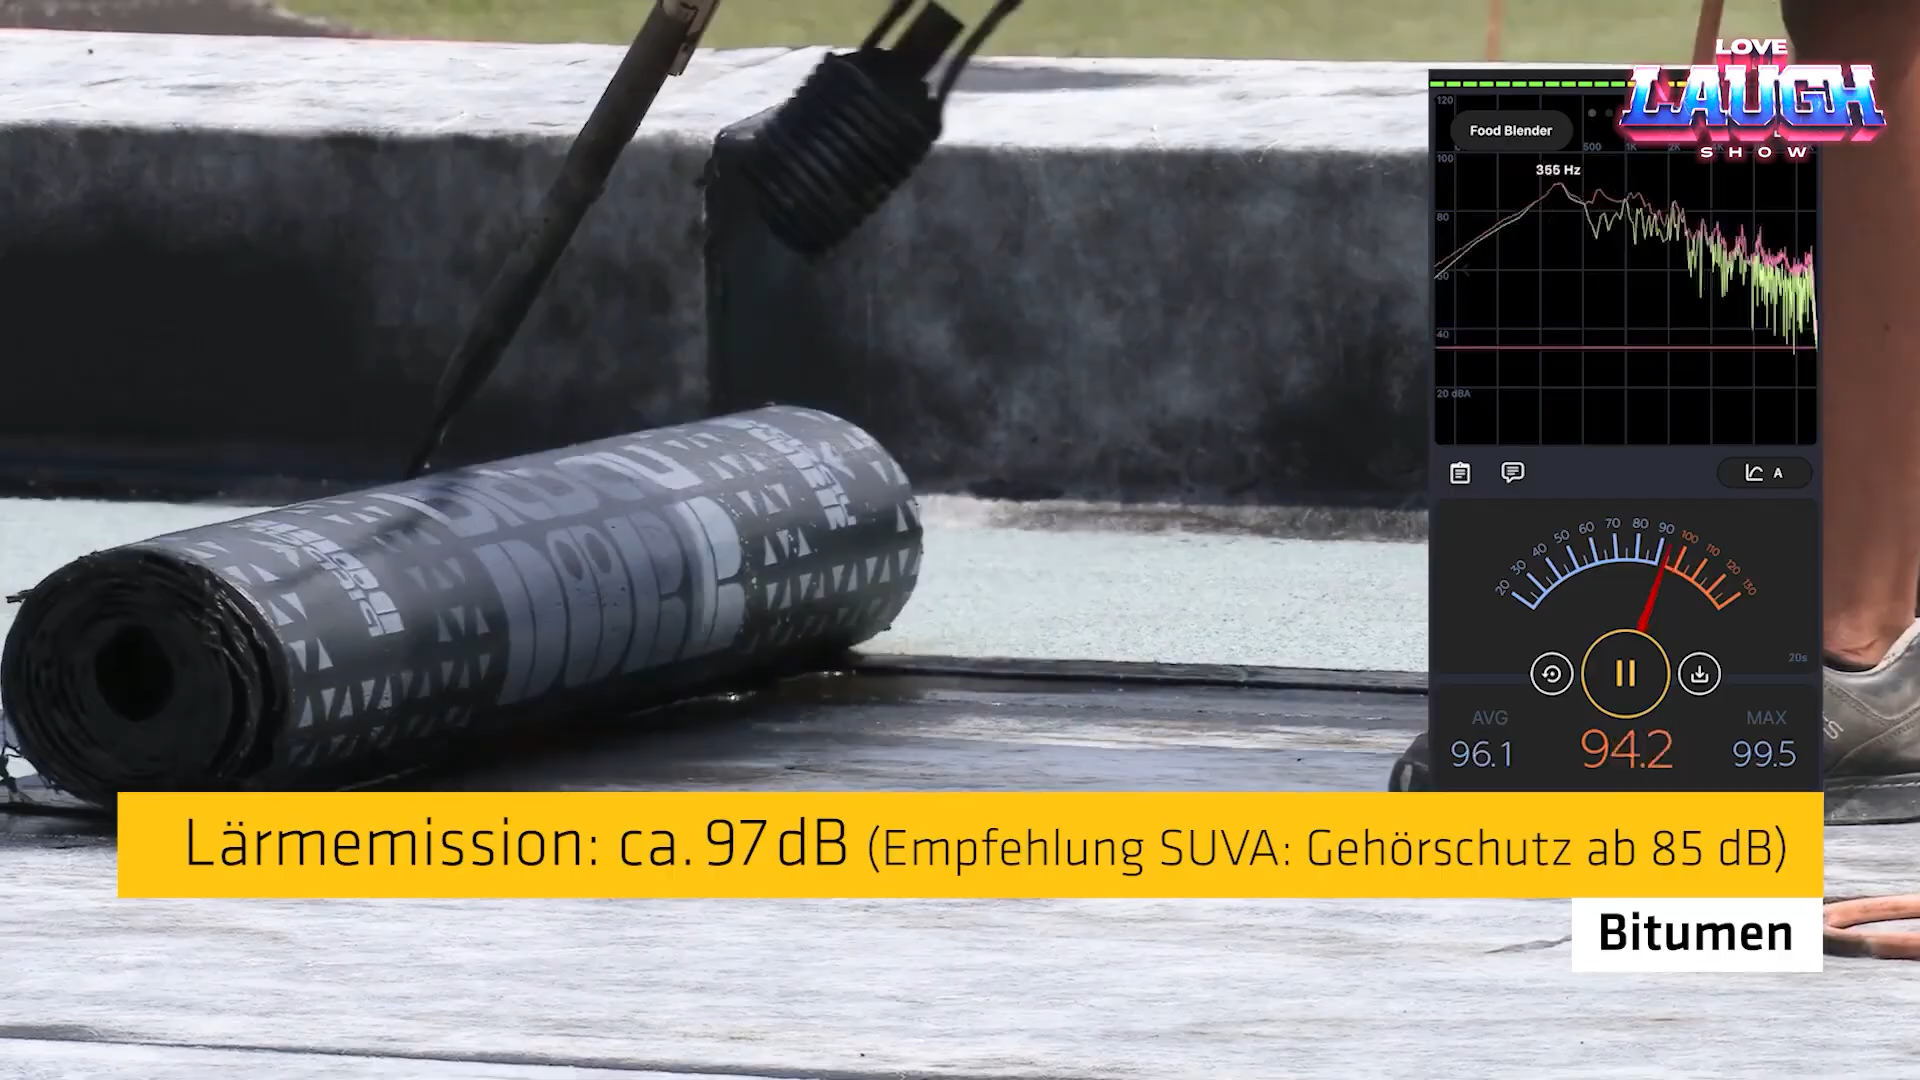 LOVE
LAUGH
SHOW
120
Food Blender
500 1K 2K
100
366 Hz
80
60
40
20 dBA
A
20 30 40 50 60 70 80 90 100 110 120 130
20s
AVG
MAX
96.1 94.2 99.5
Lärmemission: ca. 97 dB (Empfehlung SUVA: Gehörschutz ab 85 dB)
Bitumen